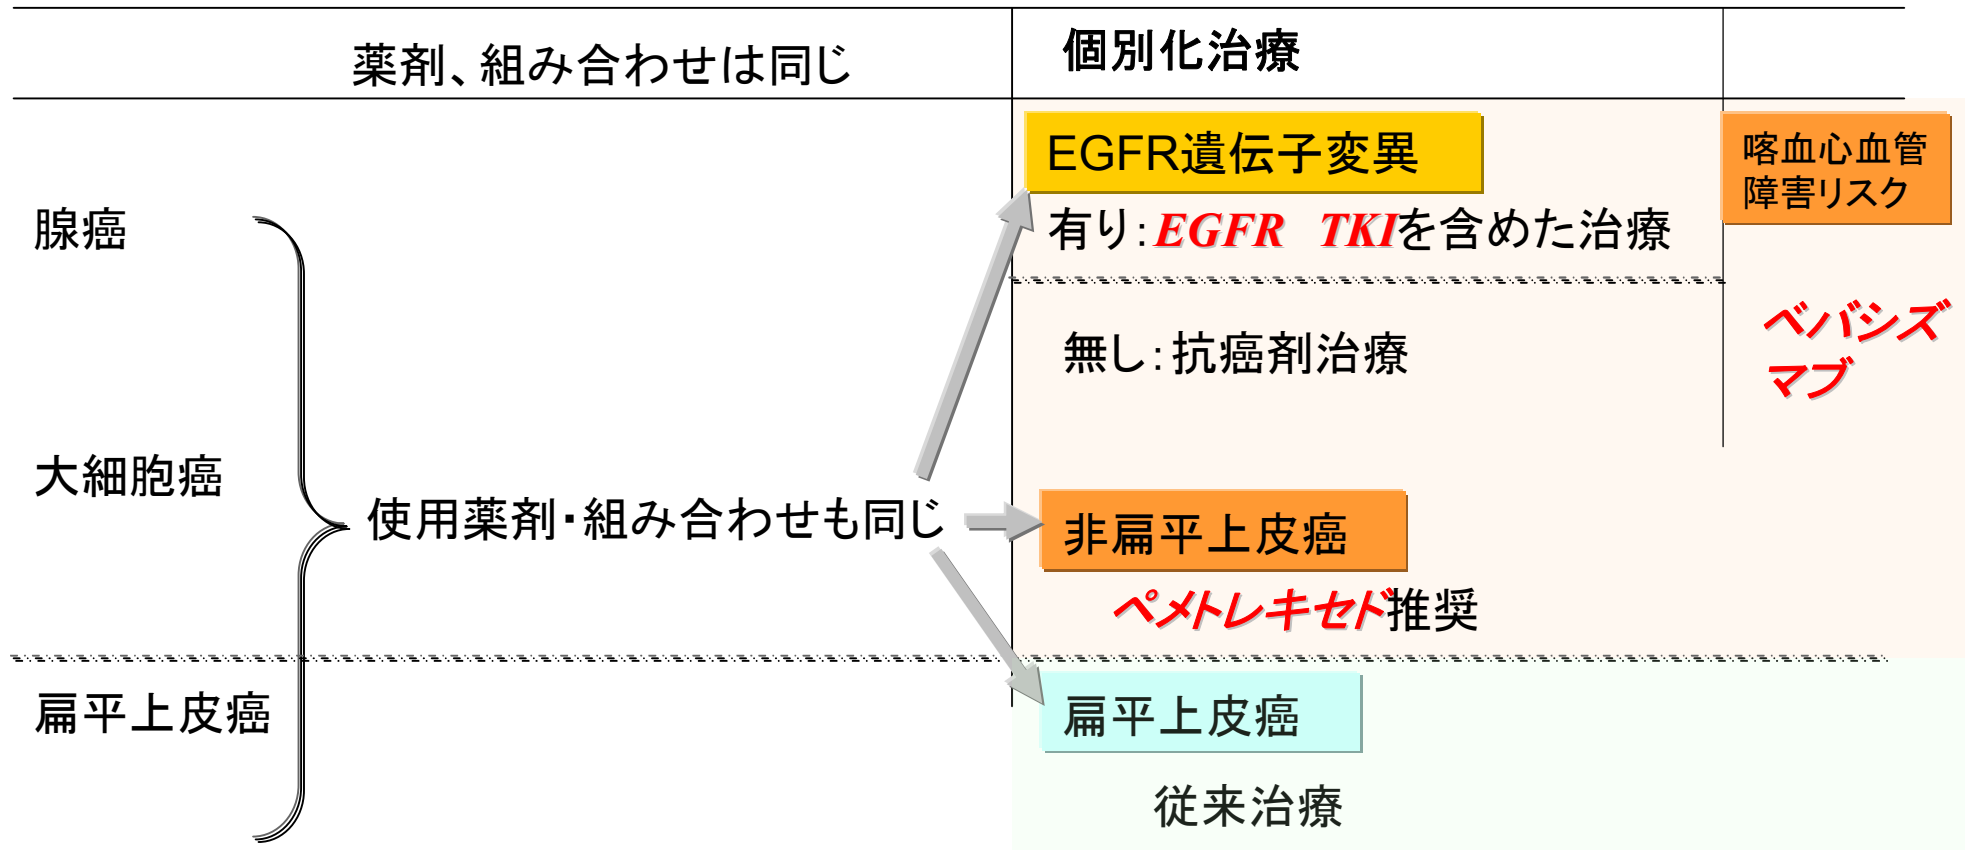 薬剤、組み合わせは同じ
個別化治療
EGFR遺伝子変異
喀血心血管
障害リスク
腺癌
有り:EGFR TKIを含めた治療
無し:抗癌剤治療
ベバシズ
マブ
大細胞癌
使用薬剤・組み合わせも同じ
非扁平上皮癌
ペメトレキセド推奨
扁平上皮癌
扁平上皮癌
従来治療